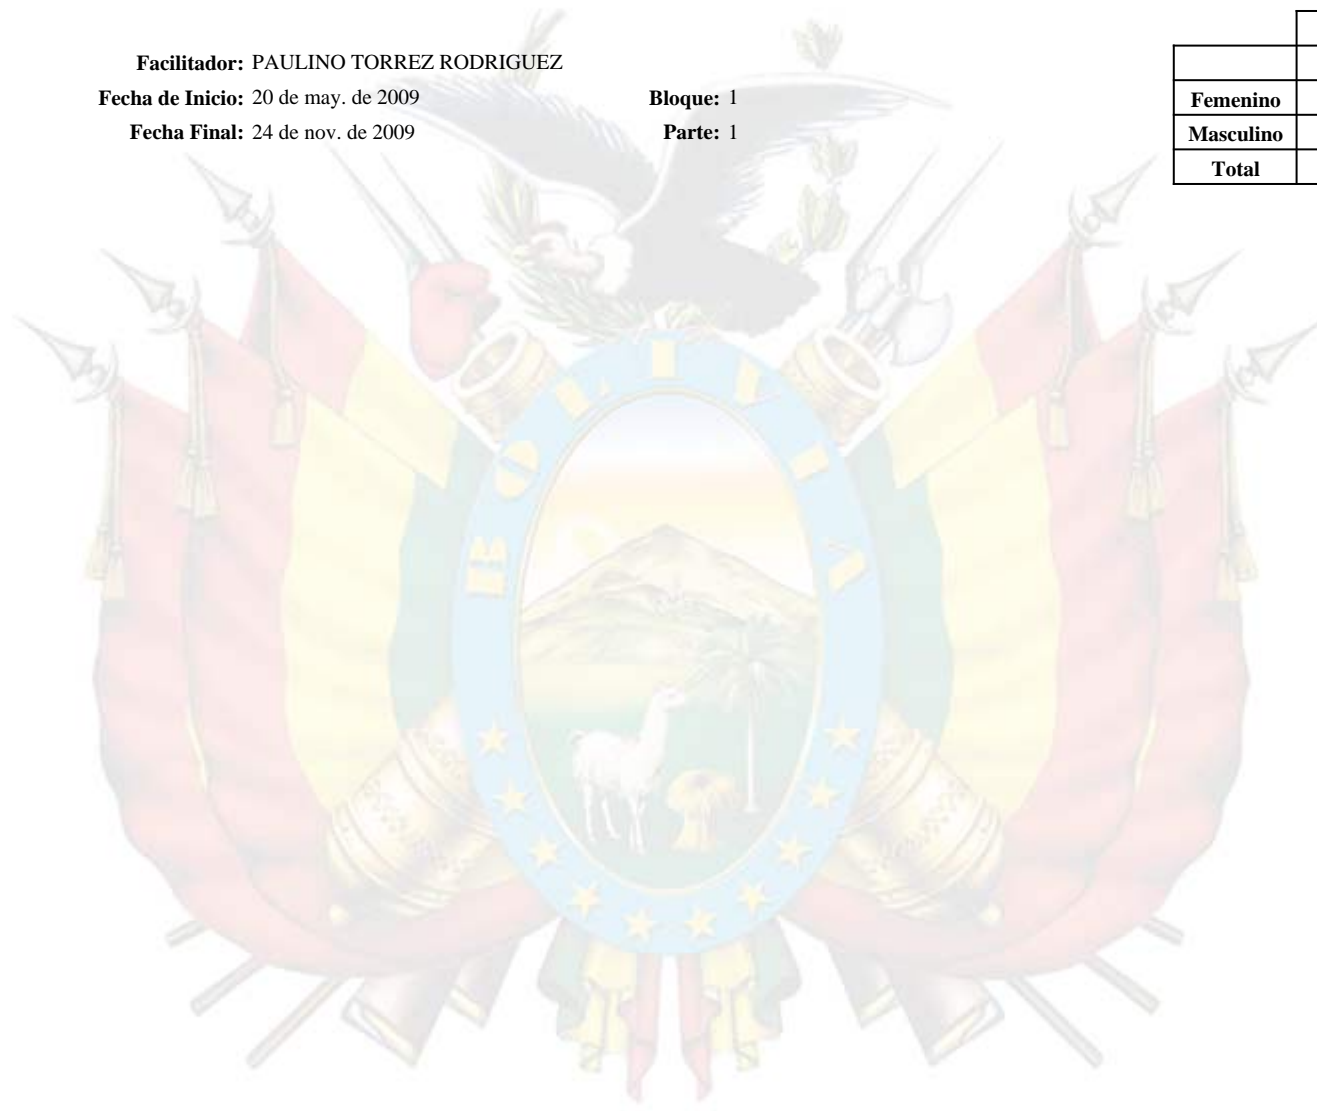 Facilitador: PAULINO TORREZ RODRIGUEZ
Fecha de Inicio: 20 de may. de 2009 Bloque: 1
Fecha Final: 24 de nov. de 2009 Parte: 1
Femenino
Masculino
Total
BOLIVIA